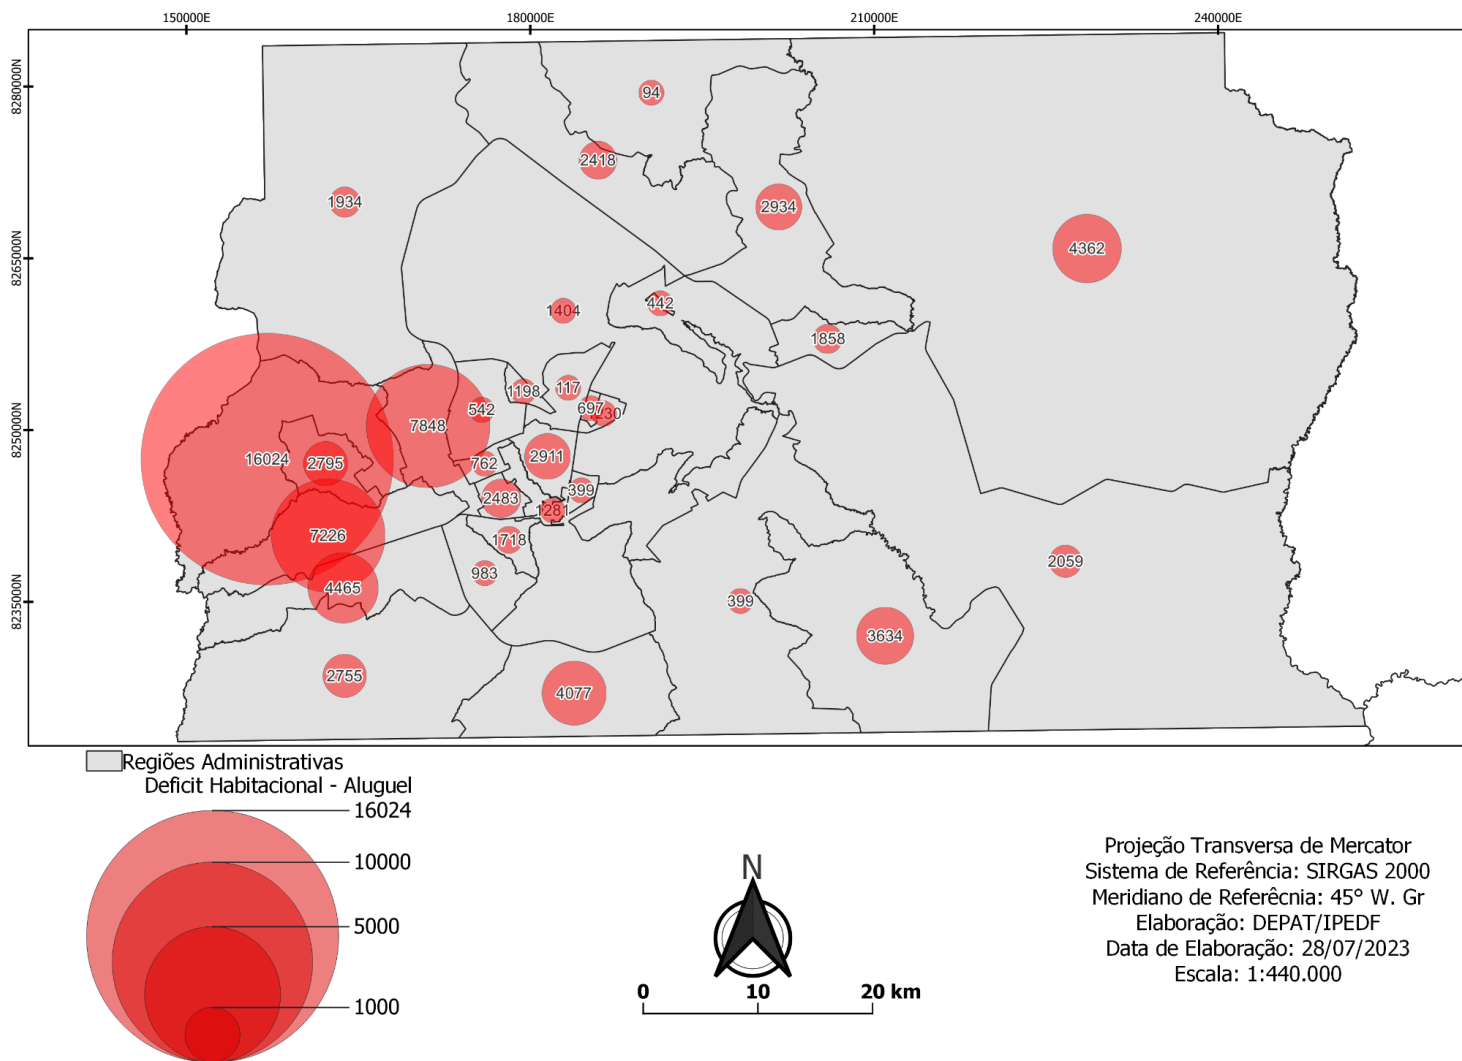 150000E
180000E
210000E
240000E
8280000N
8265000N
8250000N
8235000N
94
2418
1934
2934
4362
442
1404
1858
1198
117
542
697
7848
2911
16024
2795
762
2483
399
1281
7226
1718
2059
983
4465
399
3634
2755
4077
Regiões Administrativas
Deficit Habitacional - Aluguel
16024
10000
5000
1000
N
0 10 20 km
Projeção Transversa de Mercator
Sistema de Referência: SIRGAS 2000
Meridiano de Referêcnia: 45° W. Gr
Elaboração: DEPAT/IPEDF
Data de Elaboração: 28/07/2023
Escala: 1:440.000